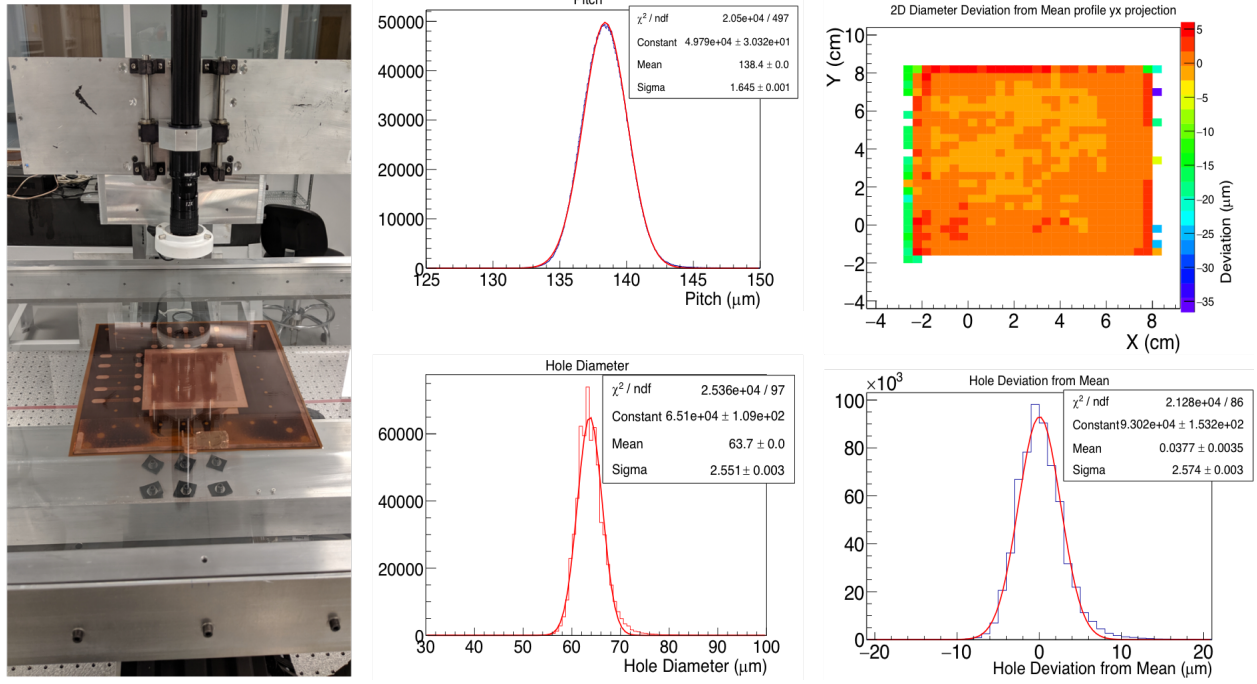 Pitch
χ² / ndf 2.05e+04 / 497
Constant 4.979e+04 ± 3.032e+01
Mean 138.4 ± 0.0
Sigma 1.645 ± 0.001
50000
40000
30000
20000
10000
0
125 130 135 140 145 150
Pitch (μm)
2D Diameter Deviation from Mean profile yx projection
Y (cm)
10
8
6
4
2
0
−2
−4
−4 −2 0 2 4 6 8
X (cm)
5
0
−5
−10
−15
−20
−25
−30
−35
Deviation (μm)
Hole Diameter
χ² / ndf 2.536e+04 / 97
Constant 6.51e+04 ± 1.09e+02
Mean 63.7 ± 0.0
Sigma 2.551 ± 0.003
60000
40000
20000
0
30 40 50 60 70 80 90 100
Hole Diameter (μm)
Hole Deviation from Mean
×10³
χ² / ndf 2.128e+04 / 86
Constant 9.302e+04 ± 1.532e+02
Mean 0.0377 ± 0.0035
Sigma 2.574 ± 0.003
100
80
60
40
20
0
−20 −10 0 10 20
Hole Deviation from Mean (μm)